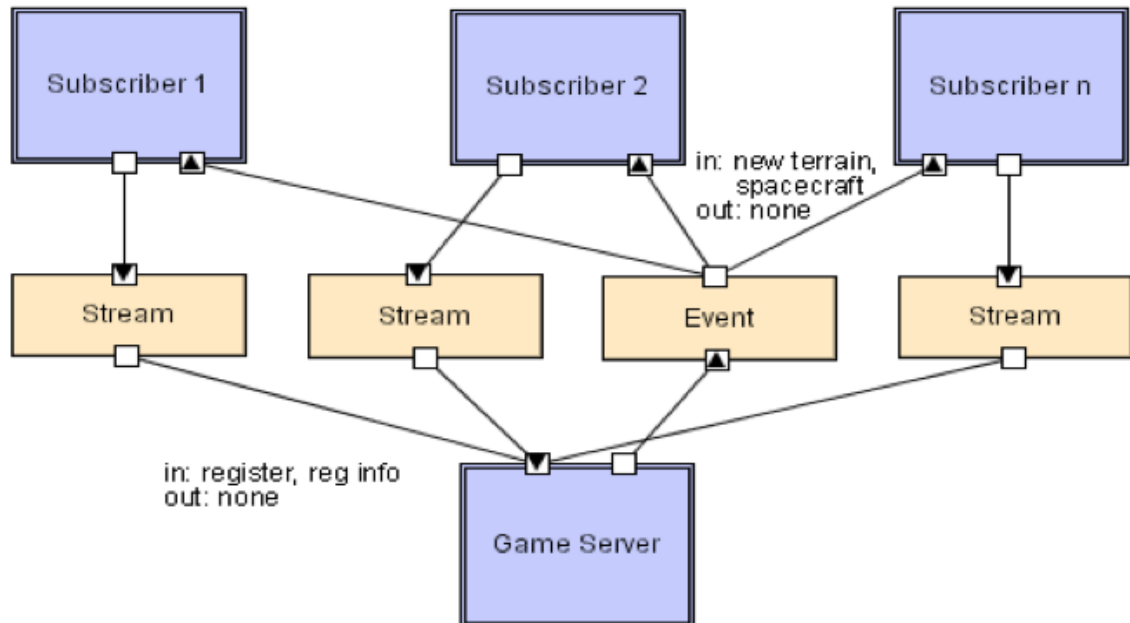 Subscriber 1
Subscriber 2
Subscriber n
in: new terrain,
spacecraft
out: none
Stream
Stream
Event
Stream
in: register, reg info
out: none
Game Server